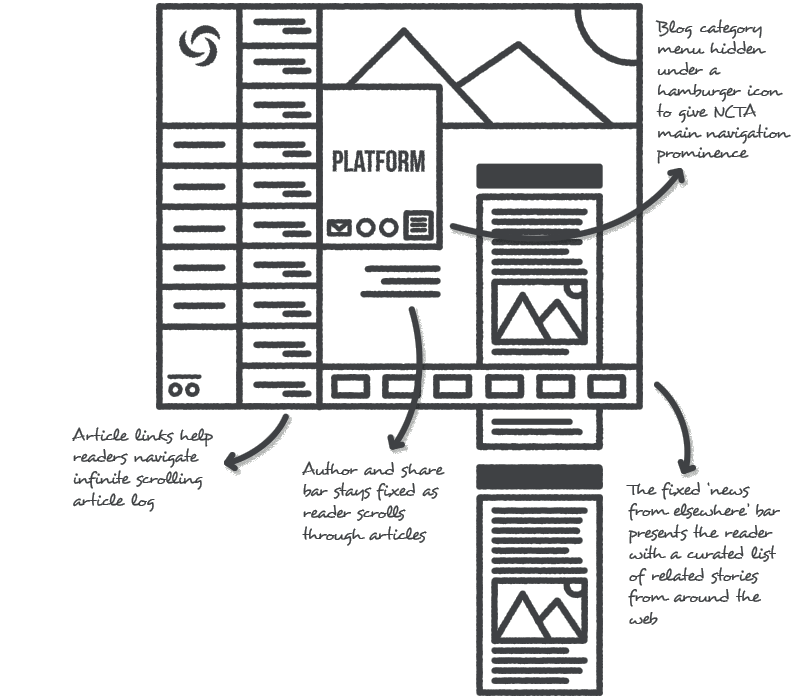 Blog category
menu hidden
under a
hamburger icon
to give NCTA
main navigation
prominence
PLATFORM
Article links help
readers navigate
infinite scrolling
article log
Author and share
bar stays fixed as
reader scrolls
through articles
The fixed 'news
from elsewhere' bar
presents the reader
with a curated list
of related stories
from around the
web